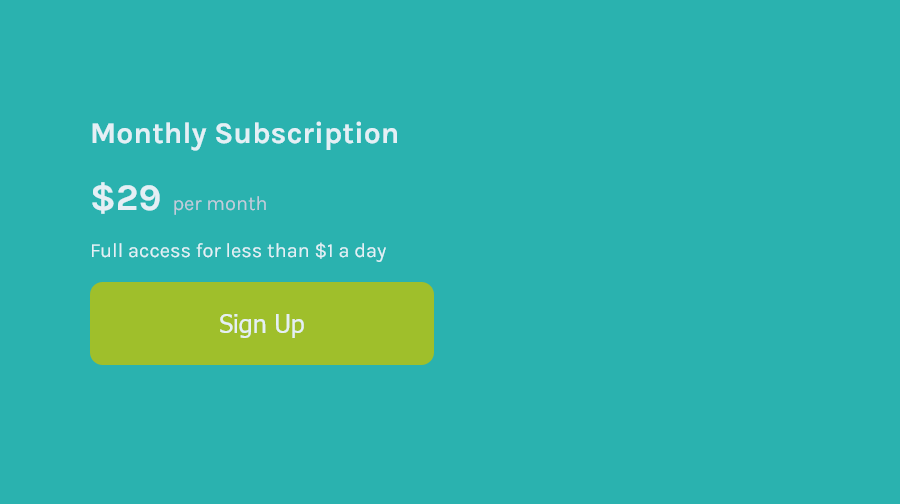 Monthly Subscription
$29 per month
Full access for less than $1 a day
Sign Up